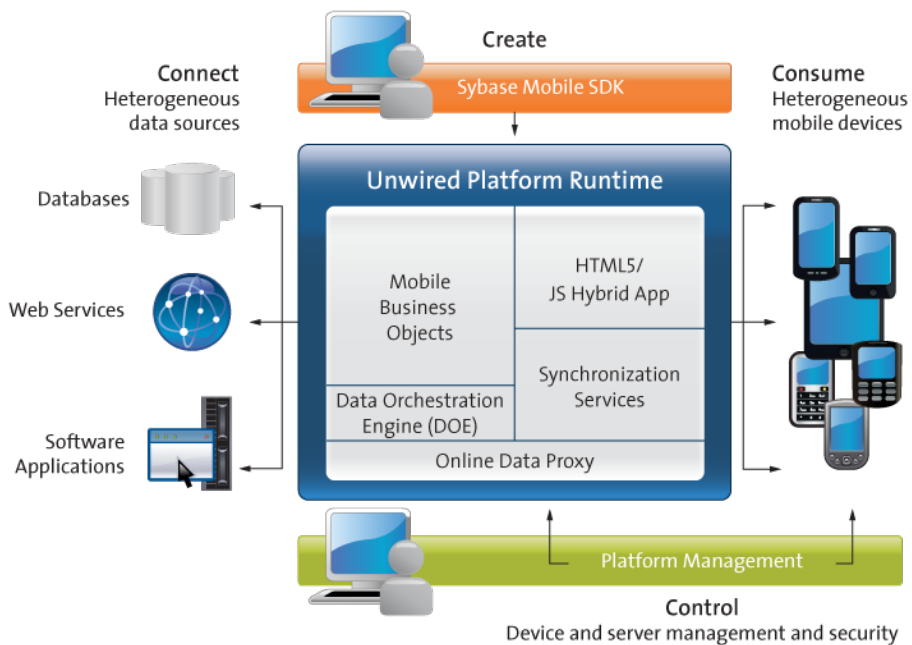 Create
Sybase Mobile SDK
Connect
Heterogeneous
data sources
Databases
Web Services
Software
Applications
Unwired Platform Runtime
Mobile
Business
Objects
HTML5/
JS Hybrid App
Data Orchestration
Engine (DOE)
Synchronization
Services
Online Data Proxy
Consume
Heterogeneous
mobile devices
Platform Management
Control
Device and server management and security